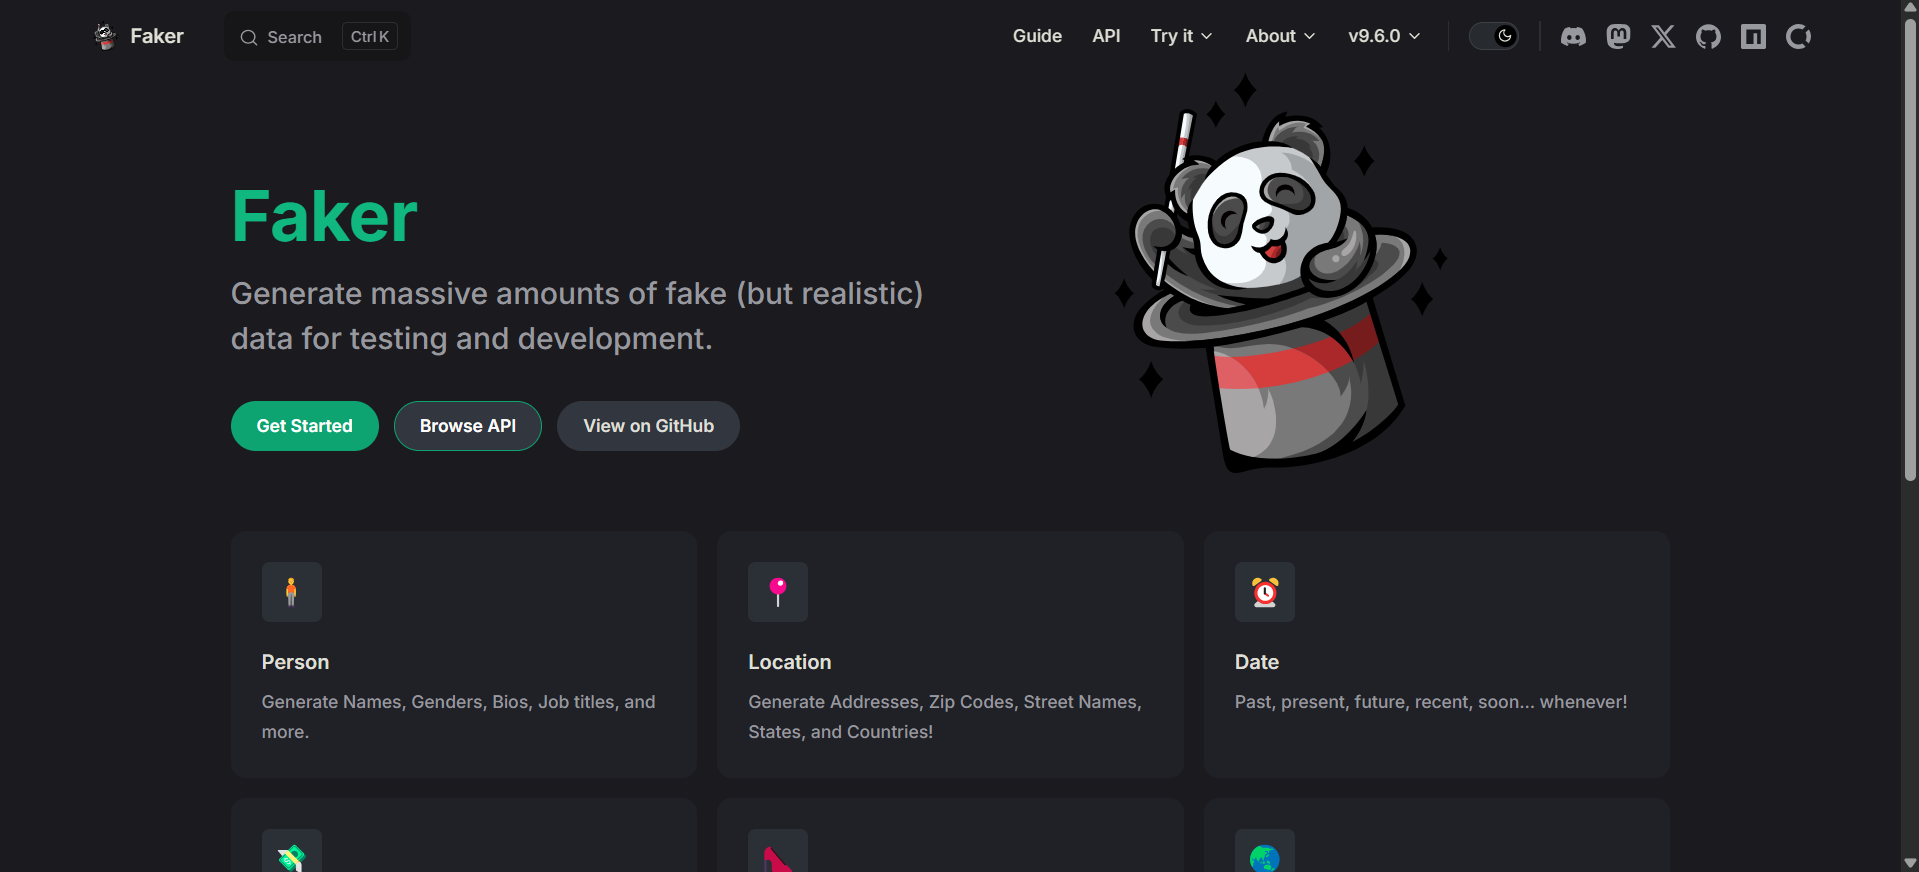 Faker
Search Ctrl K
Guide API Try it About v9.6.0
Faker
Generate massive amounts of fake (but realistic)
data for testing and development.
Get Started Browse API View on GitHub
Person
Generate Names, Genders, Bios, Job titles, and
more.
Location
Generate Addresses, Zip Codes, Street Names,
States, and Countries!
Date
Past, present, future, recent, soon... whenever!